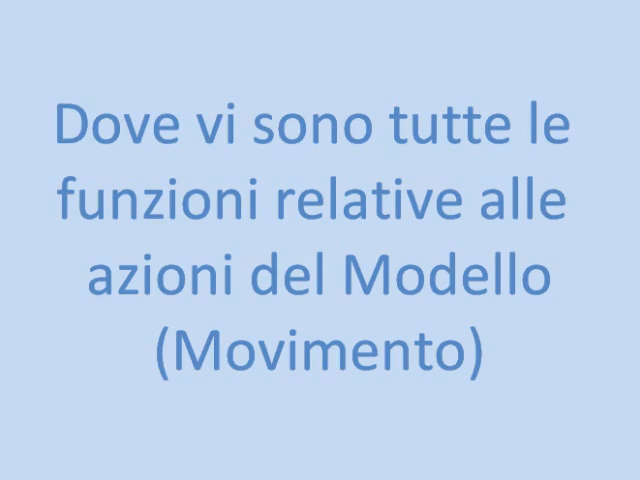 Dove vi sono tutte le
funzioni relative alle
azioni del Modello
(Movimento)